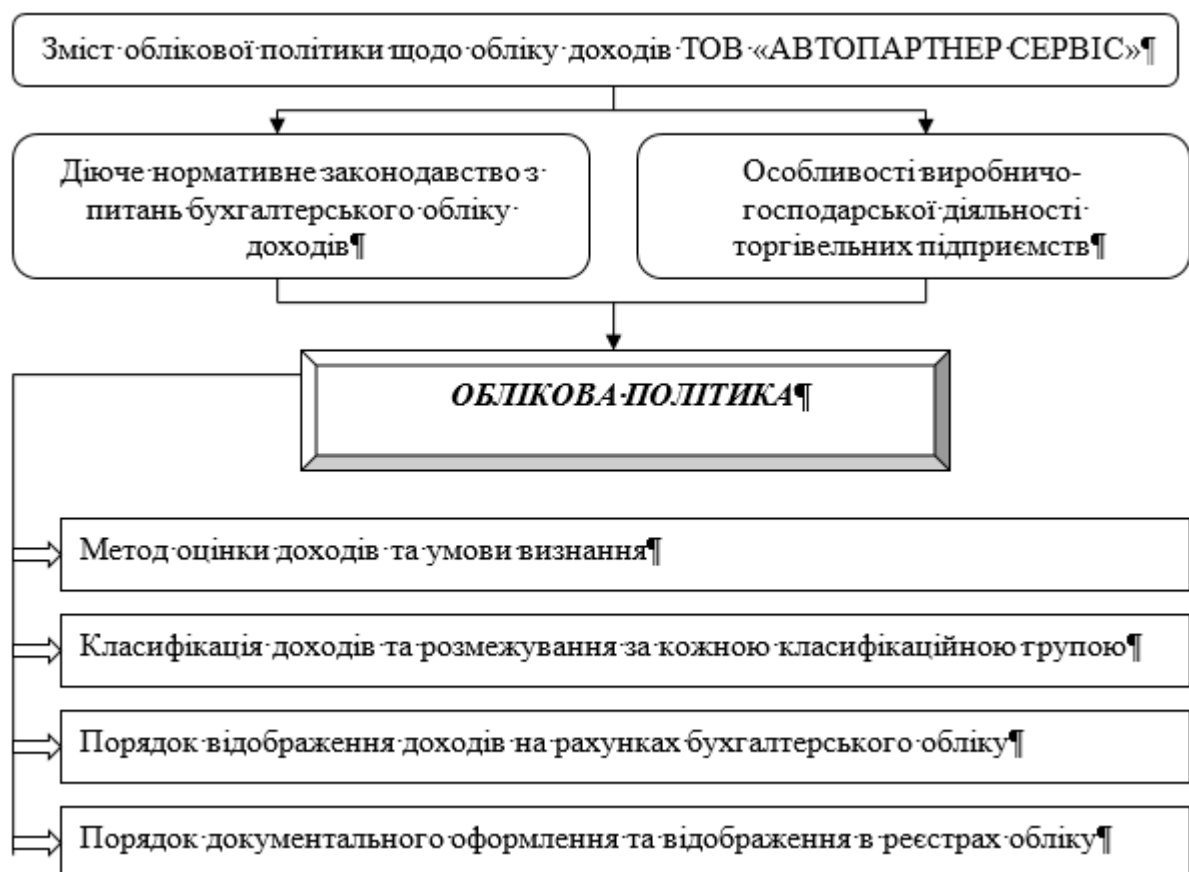 Зміст облікової політики щодо обліку доходів ТОВ «АВТОПАРТНЕР СЕРВІС»¶
Діюче нормативне законодавство з
питань бухгалтерського обліку
доходів¶
Особливості виробничо-
господарської діяльності
торгівельних підприємств¶
ОБЛІКОВА ПОЛІТИКА¶
Метод оцінки доходів та умови визнання¶
Класифікація доходів та розмежування за кожною класифікаційною групою¶
Порядок відображення доходів на рахунках бухгалтерського обліку¶
Порядок документального оформлення та відображення в реєстрах обліку¶